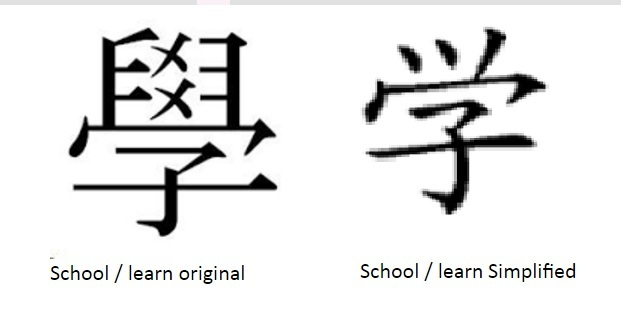 學 学
School / learn original School / learn Simplified